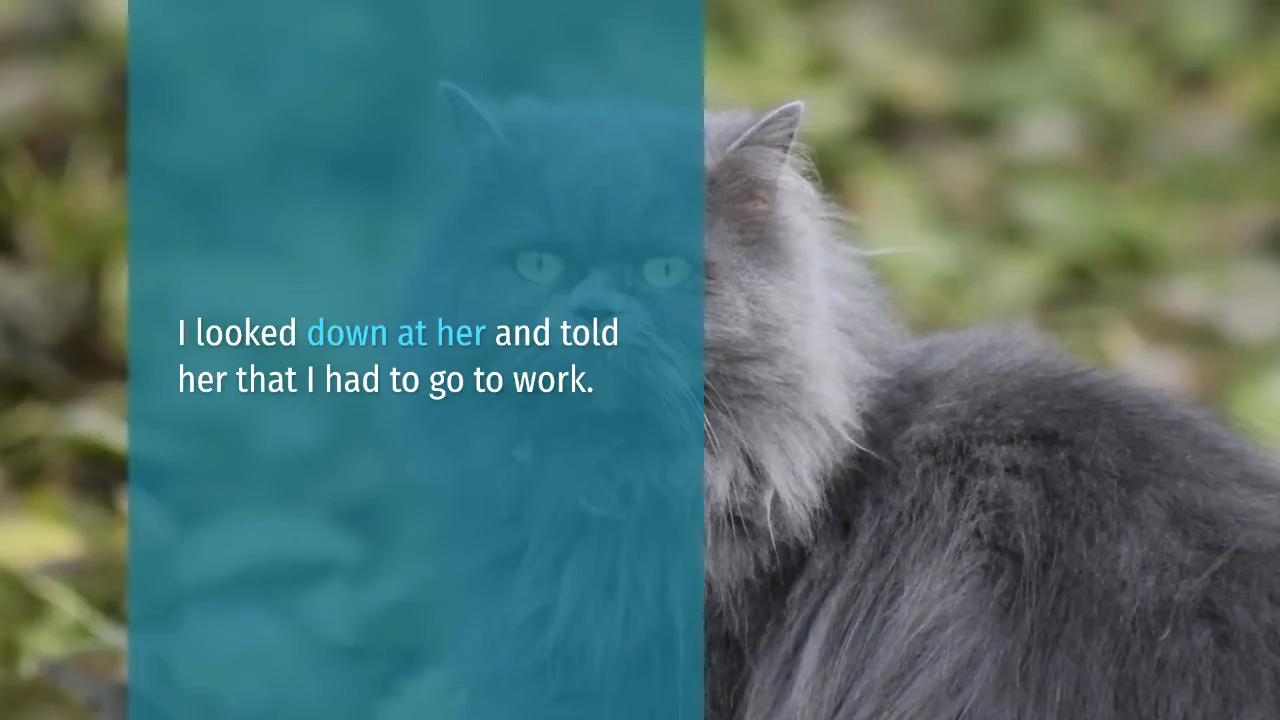 I looked down at her and told
her that I had to go to work.